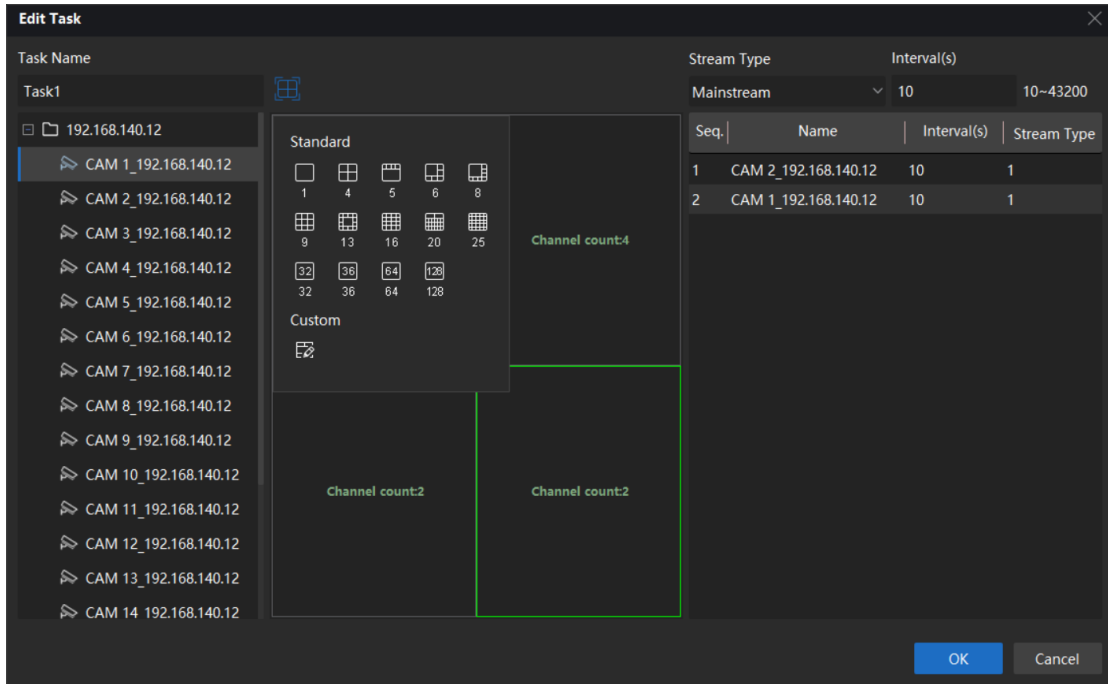 Edit Task
Task Name
Stream Type
Interval(s)
Task1
Mainstream
10
10~43200
192.168.140.12
CAM 1_192.168.140.12
CAM 2_192.168.140.12
CAM 3_192.168.140.12
CAM 4_192.168.140.12
CAM 5_192.168.140.12
CAM 6_192.168.140.12
CAM 7_192.168.140.12
CAM 8_192.168.140.12
CAM 9_192.168.140.12
CAM 10_192.168.140.12
CAM 11_192.168.140.12
CAM 12_192.168.140.12
CAM 13_192.168.140.12
CAM 14_192.168.140.12
Standard
1 4 5 6 8
9 13 16 20 25
32 36 64 128
32 36 64 128
Custom
Channel count:4
Channel count:2
Channel count:2
Seq. Name Interval(s) Stream Type
1 CAM 2_192.168.140.12 10 1
2 CAM 1_192.168.140.12 10 1
OK
Cancel